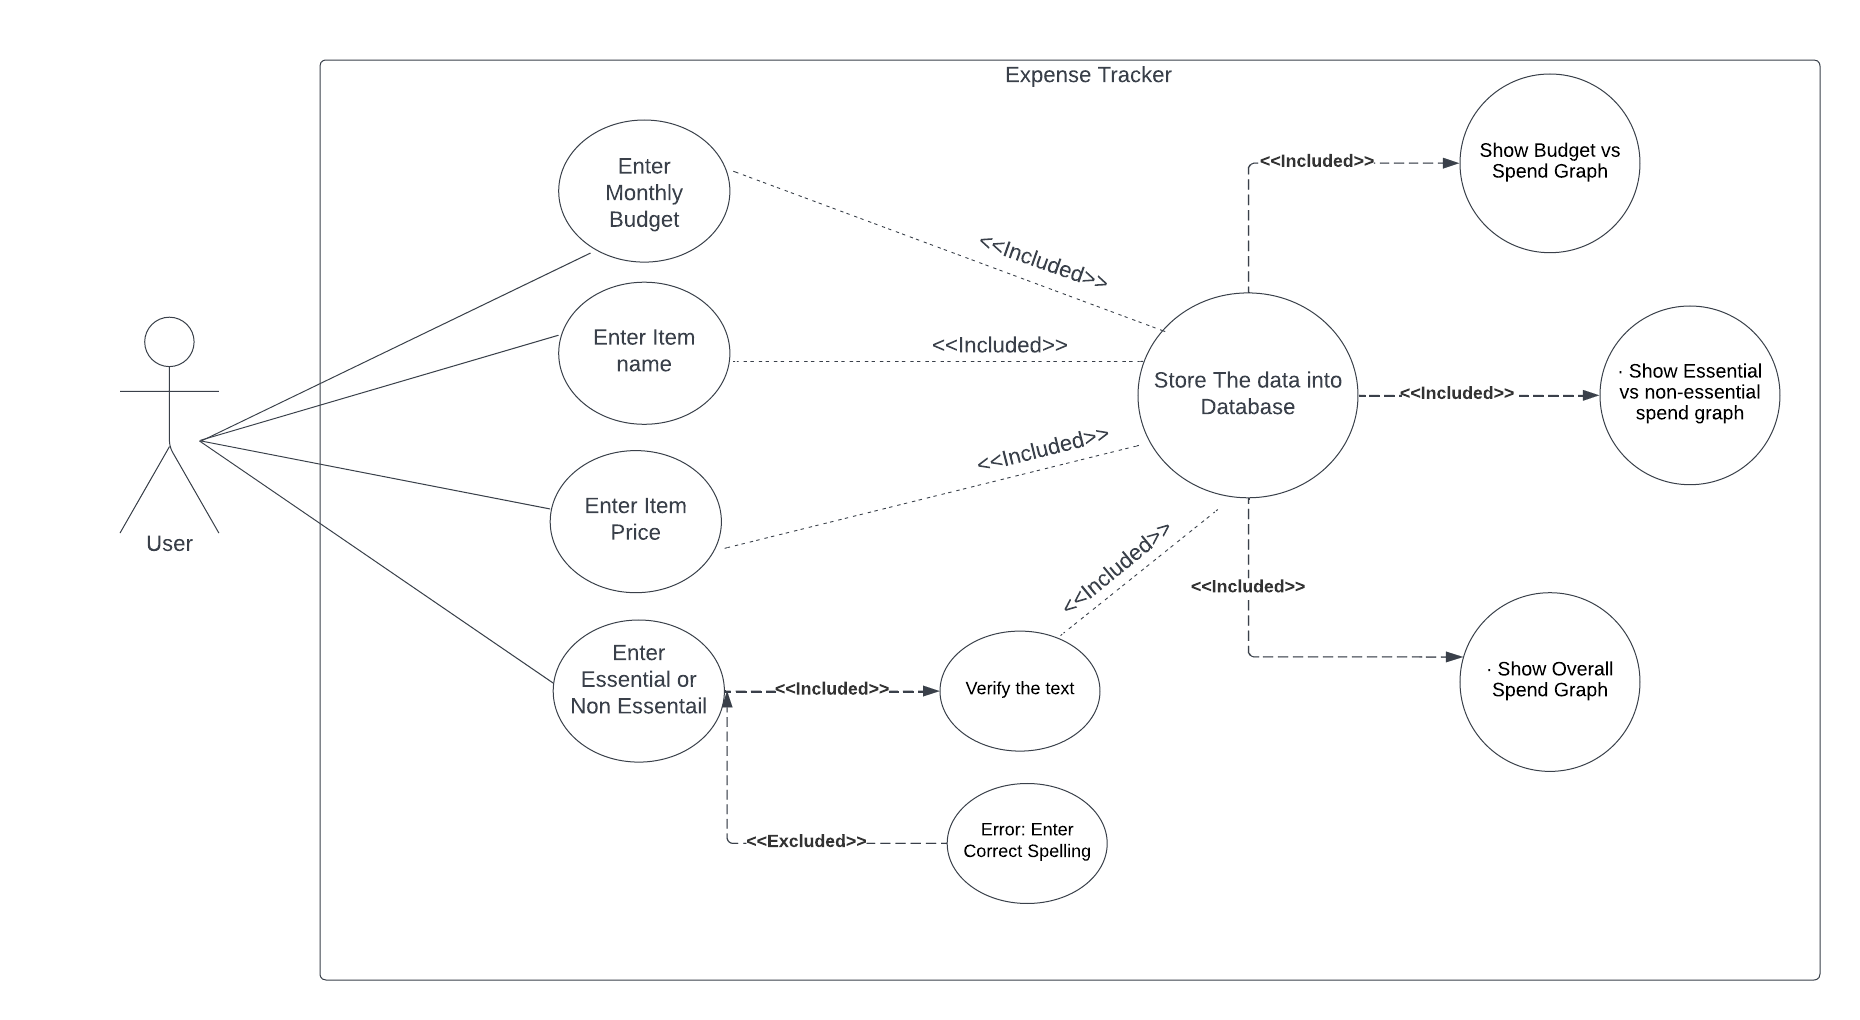 Expense Tracker
Enter
Monthly
Budget
<<Included>>
<<Included>>
Show Budget vs
Spend Graph
Enter Item
name
<<Included>>
Store The data into
Database
<<Included>>
· Show Essential
vs non-essential
spend graph
User
Enter Item
Price
<<Included>>
<<Included>>
<<Included>>
Enter
Essential or
Non Essentail
<<Included>>
Verify the text
· Show Overall
Spend Graph
<<Excluded>>
Error: Enter
Correct Spelling